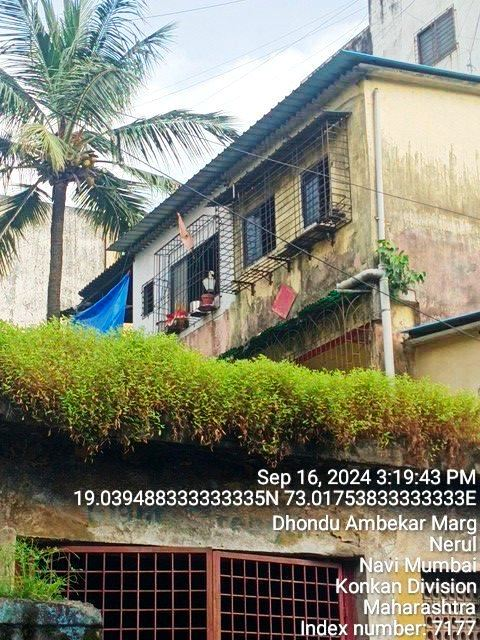 Sep 16, 2024 3:19:43 PM
19.039488333333335N 73.01753833333333E
Dhondu Ambekar Marg
Nerul
Navi Mumbai
Konkan Division
Maharashtra
Index number: 7177